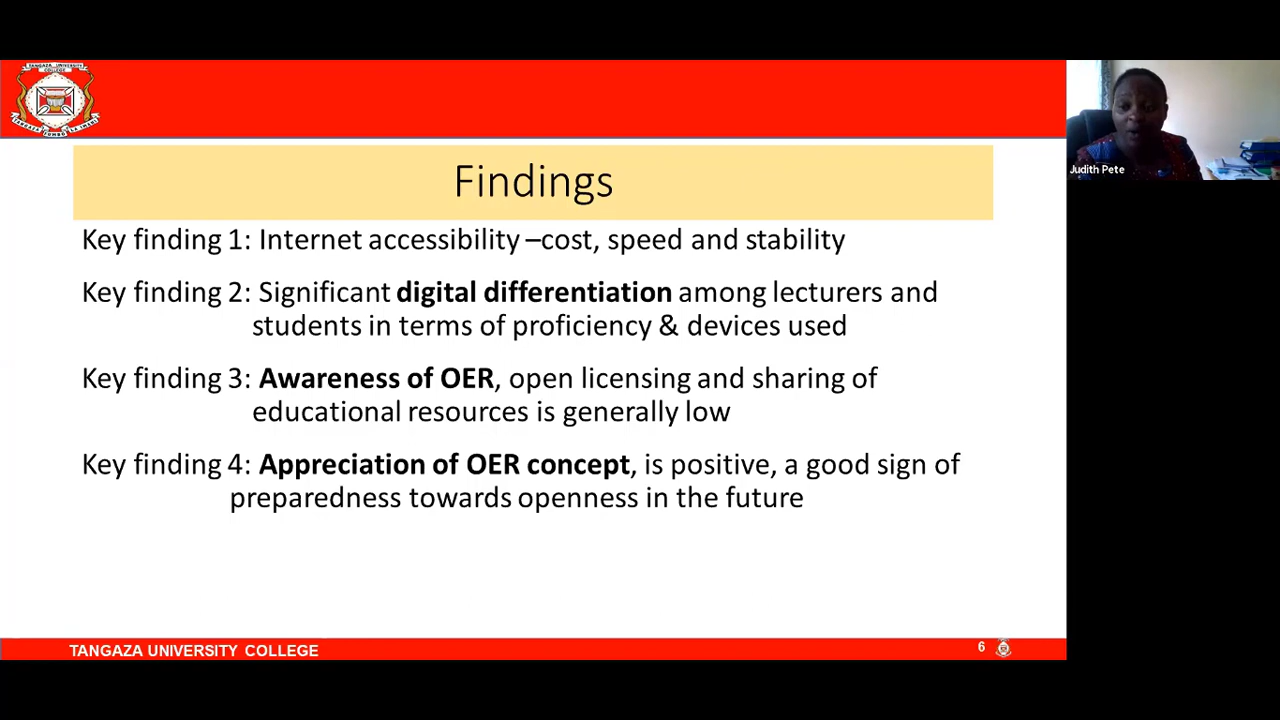 TANGAZA UNIVERSITY
COLLEGE
Findings
Judith Pete
Key finding 1: Internet accessibility –cost, speed and stability
Key finding 2: Significant digital differentiation among lecturers and
students in terms of proficiency & devices used
Key finding 3: Awareness of OER, open licensing and sharing of
educational resources is generally low
Key finding 4: Appreciation of OER concept, is positive, a good sign of
preparedness towards openness in the future
TANGAZA UNIVERSITY COLLEGE
6